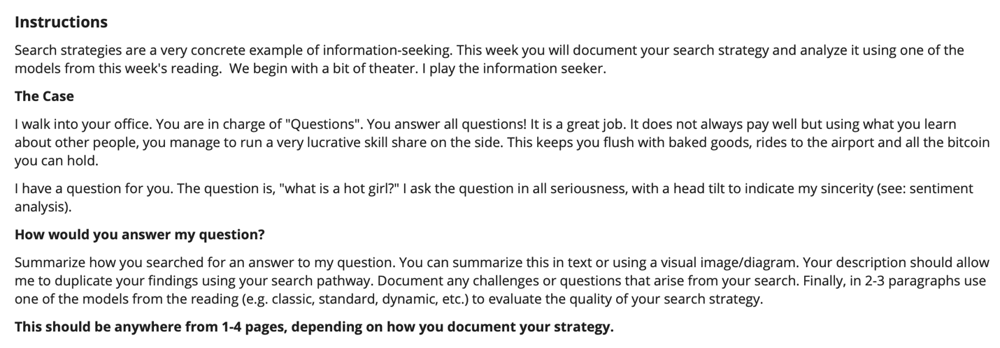 Instructions
Search strategies are a very concrete example of information-seeking. This week you will document your search strategy and analyze it using one of the
models from this week's reading.  We begin with a bit of theater. I play the information seeker.
The Case
I walk into your office. You are in charge of "Questions". You answer all questions! It is a great job. It does not always pay well but using what you learn
about other people, you manage to run a very lucrative skill share on the side. This keeps you flush with baked goods, rides to the airport and all the bitcoin
you can hold.
I have a question for you. The question is, "what is a hot girl?" I ask the question in all seriousness, with a head tilt to indicate my sincerity (see: sentiment
analysis).
How would you answer my question?
Summarize how you searched for an answer to my question. You can summarize this in text or using a visual image/diagram. Your description should allow
me to duplicate your findings using your search pathway. Document any challenges or questions that arise from your search. Finally, in 2-3 paragraphs use
one of the models from the reading (e.g. classic, standard, dynamic, etc.) to evaluate the quality of your search strategy.
This should be anywhere from 1-4 pages, depending on how you document your strategy.